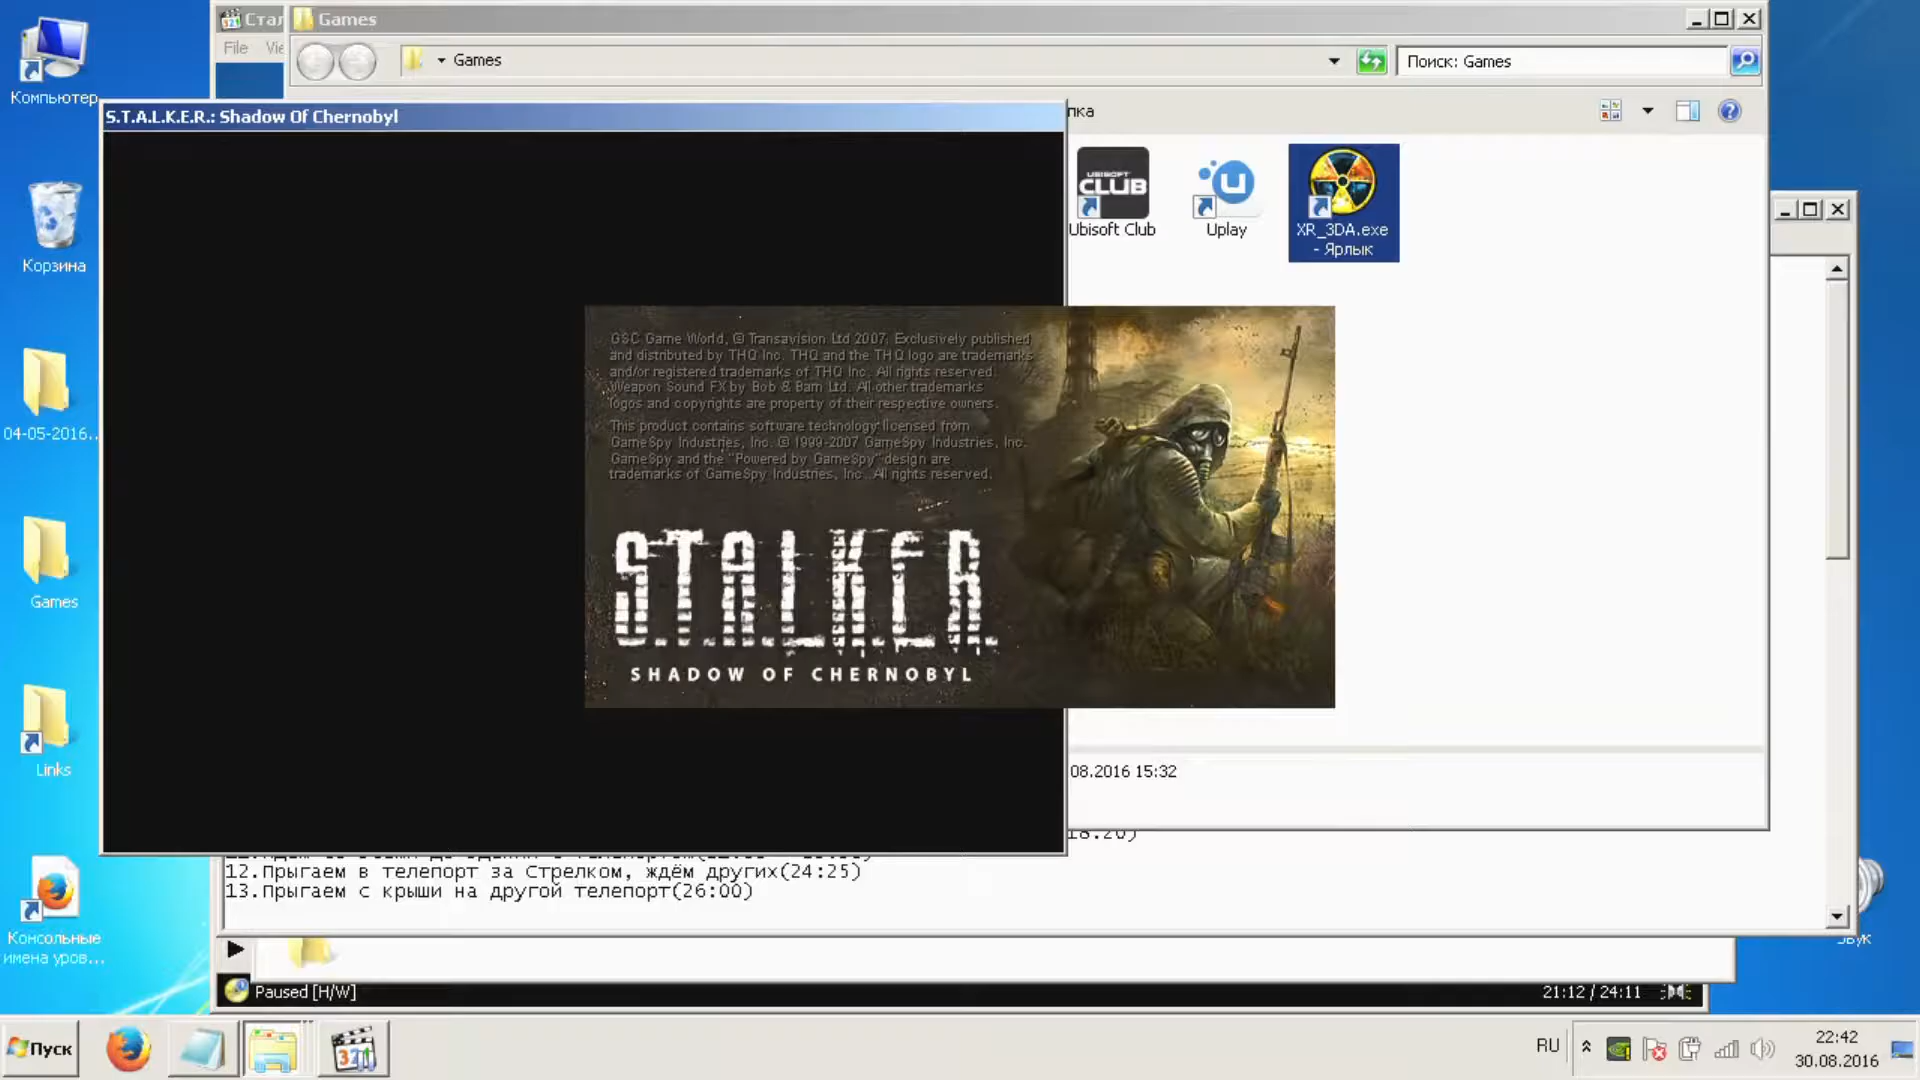 Компьютер
Корзина
04-05-2016...
Games
Links
Консольные
имена уров...
Стал
File
Games
Games
Поиск: Games
пка
S.T.A.L.K.E.R.: Shadow Of Chernobyl
UBISOFT
CLUB
Ubisoft Club
Uplay
XR_3DA.exe
- Ярлык
GSC Game World, © Transavision Ltd 2007. Exclusively published
and distributed by THQ Inc. THQ and the THQ logo are trademarks
and/or registered trademarks of THQ Inc. All rights reserved.
Weapon Sound FX by Bob & Barn Ltd. All other trademarks
logos and copyrights are property of their respective owners.
This product contains software technology licensed from
GameSpy Industries, Inc. © 1999-2007 GameSpy Industries, Inc.
GameSpy and the "Powered by GameSpy" design are
trademarks of GameSpy Industries, Inc. All rights reserved.
S.T.A.L.K.E.R.
SHADOW OF CHERNOBYL
08.2016 15:32
12.Прыгаем в телепорт за Стрелком, ждём других(24:25)
13.Прыгаем с крыши на другой телепорт(26:00)
Звук
Paused [H/W]
21:12 / 24:11
Пуск
321
RU
22:42
30.08.2016